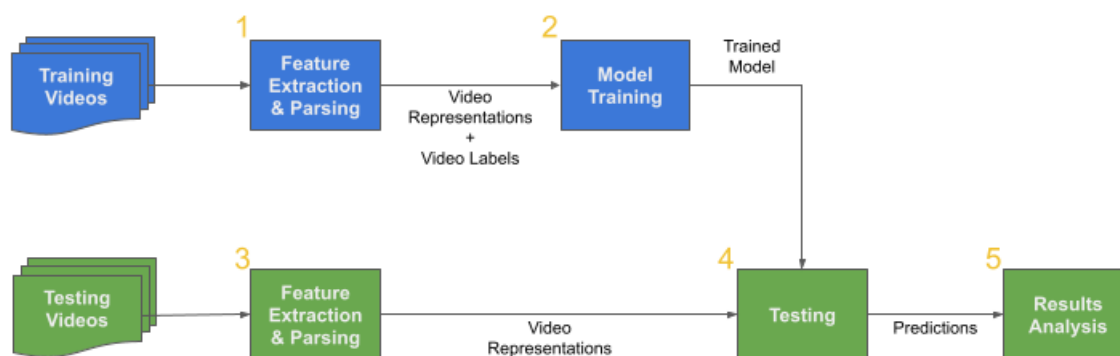 1
2
Training
Videos
Feature
Extraction
& Parsing
Video
Representations
+
Video Labels
Model
Training
Trained
Model
3
4
5
Testing
Videos
Feature
Extraction
& Parsing
Video
Representations
Testing
Predictions
Results
Analysis